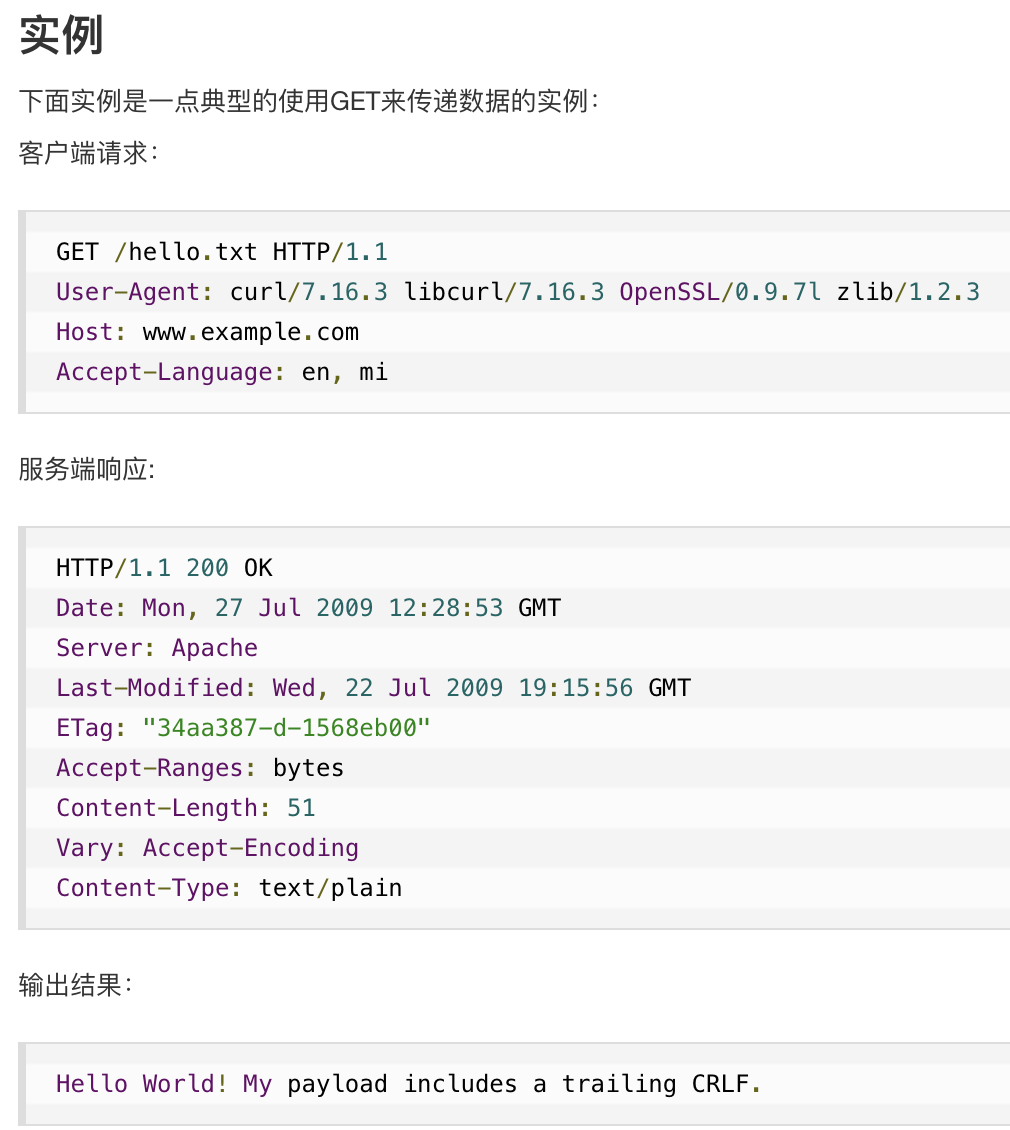 实例
下面实例是一点典型的使用GET来传递数据的实例：
客户端请求：
GET /hello.txt HTTP/1.1
User-Agent: curl/7.16.3 libcurl/7.16.3 OpenSSL/0.9.7l zlib/1.2.3
Host: www.example.com
Accept-Language: en, mi
服务端响应:
HTTP/1.1 200 OK
Date: Mon, 27 Jul 2009 12:28:53 GMT
Server: Apache
Last-Modified: Wed, 22 Jul 2009 19:15:56 GMT
ETag: "34aa387-d-1568eb00"
Accept-Ranges: bytes
Content-Length: 51
Vary: Accept-Encoding
Content-Type: text/plain
输出结果：
Hello World! My payload includes a trailing CRLF.